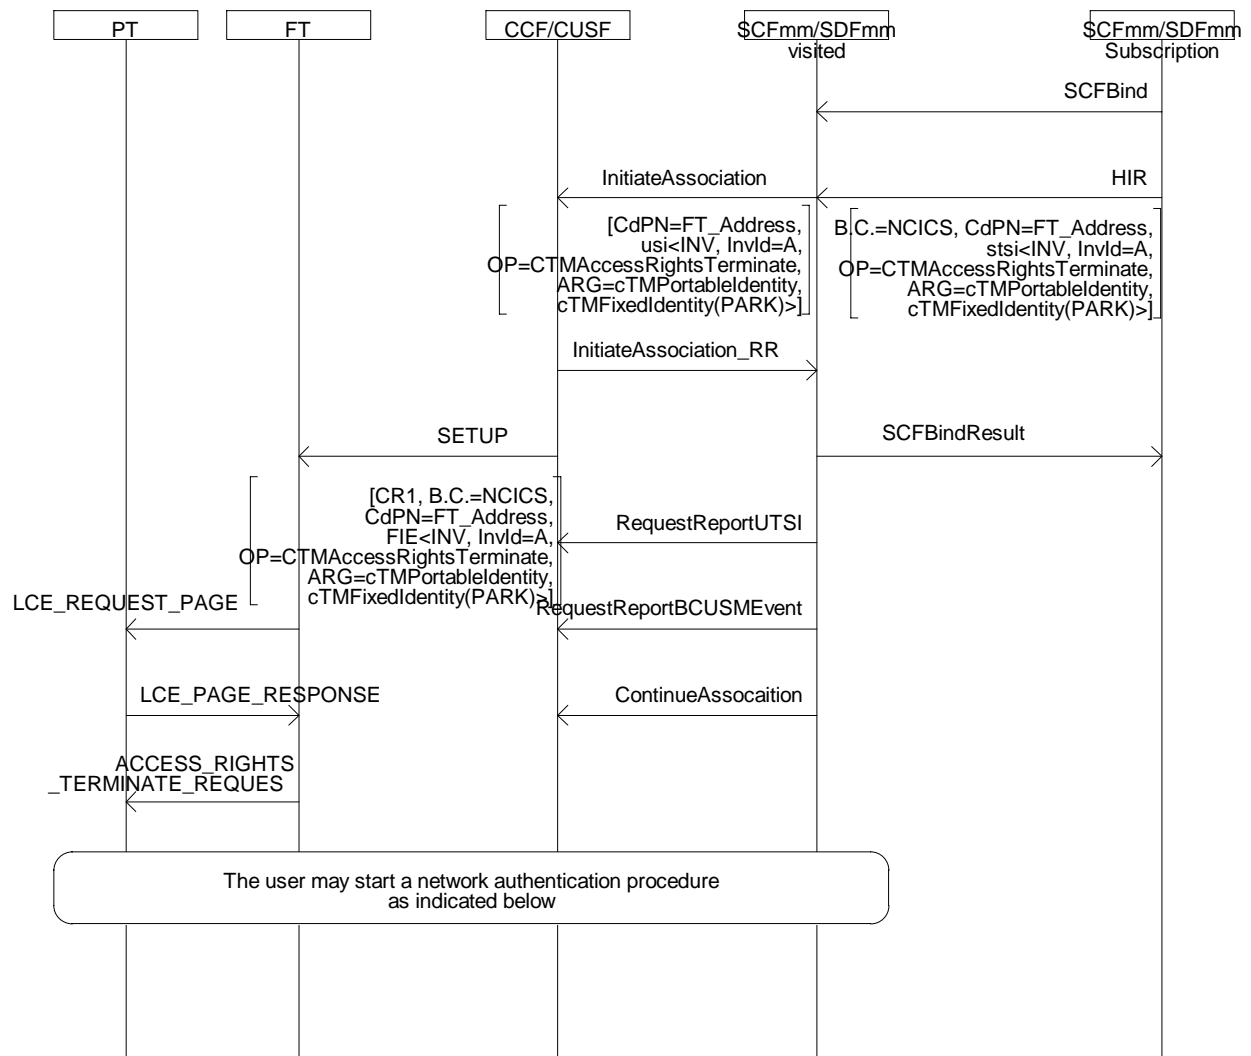 PT
FT
CCF/CUSF
SCFmm/SDFmm
visited
SCFmm/SDFmm
Subscription
SCFBind
InitiateAssociation
HIR
[CdPN=FT_Address,
usi<INV, InvId=A,
OP=CTMAccessRightsTerminate,
ARG=cTMPortableIdentity,
cTMFixedIdentity(PARK)>]
B.C.=NCICS, CdPN=FT_Address,
stsi<INV, InvId=A,
OP=CTMAccessRightsTerminate,
ARG=cTMPortableIdentity,
cTMFixedIdentity(PARK)>]
InitiateAssociation_RR
SETUP
SCFBindResult
[CR1, B.C.=NCICS,
CdPN=FT_Address,
FIE<INV, InvId=A,
OP=CTMAccessRightsTerminate,
ARG=cTMPortableIdentity,
cTMFixedIdentity(PARK)>]
RequestReportUTSI
LCE_REQUEST_PAGE
RequestReportBCUSMEvent
LCE_PAGE_RESPONSE
ContinueAssocaition
ACCESS_RIGHTS
_TERMINATE_REQUES
The user may start a network authentication procedure
as indicated below